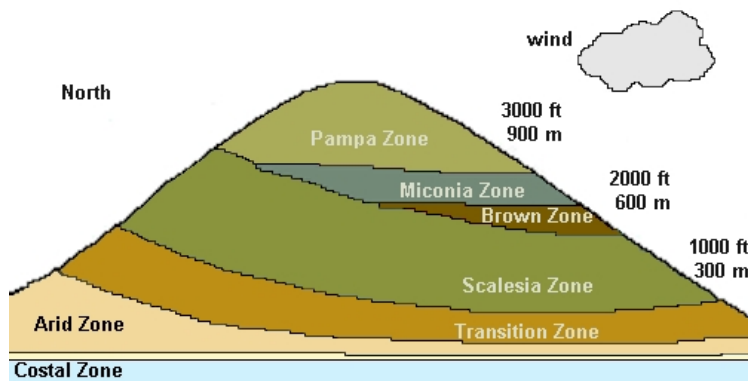 wind
North
3000 ft
900 m
Pampa Zone
2000 ft
600 m
Miconia Zone
Brown Zone
1000 ft
300 m
Scalesia Zone
Arid Zone
Transition Zone
Costal Zone